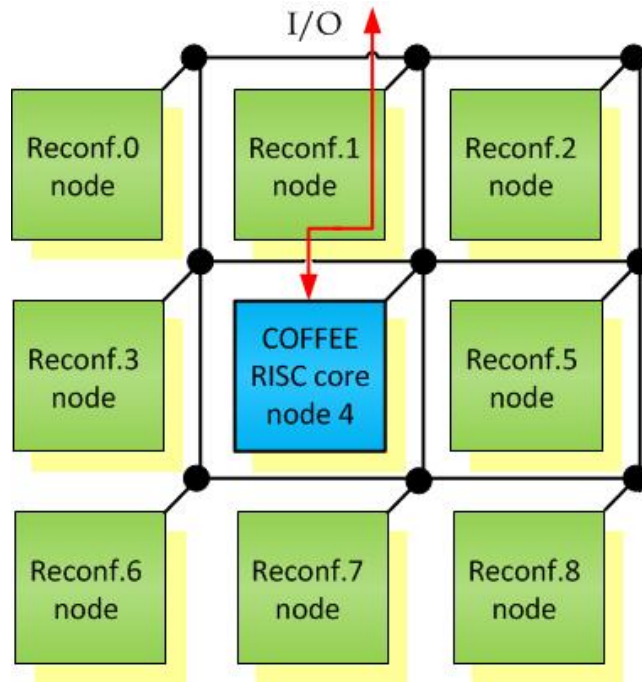 I/O
Reconf.0
node
Reconf.1
node
Reconf.2
node
Reconf.3
node
COFFEE
RISC core
node 4
Reconf.5
node
Reconf.6
node
Reconf.7
node
Reconf.8
node